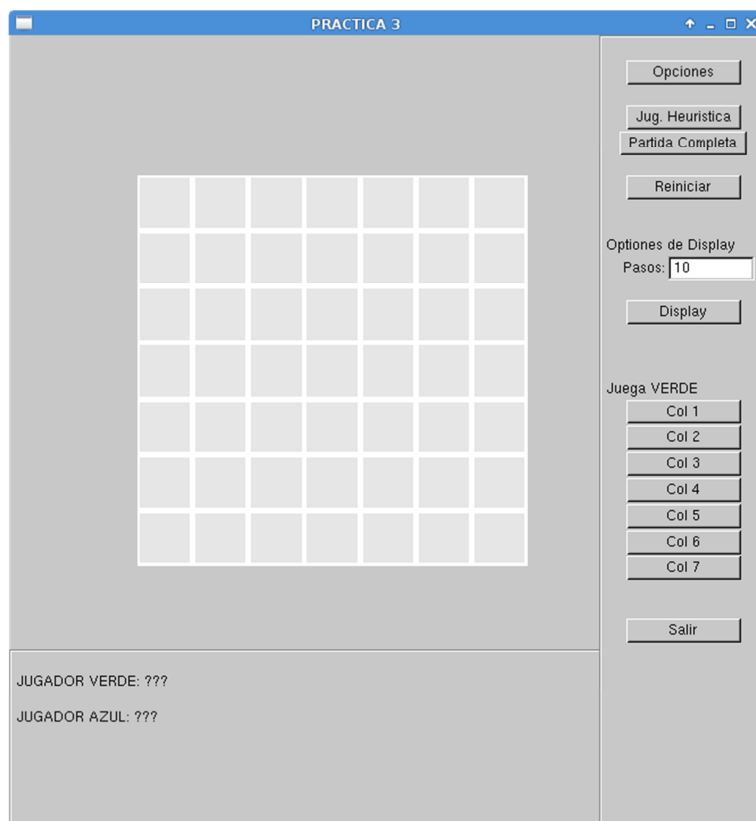 PRACTICA 3
Opciones
Jug. Heuristica
Partida Completa
Reiniciar
Optiones de Display
Pasos: 10
Display
Juega VERDE
Col 1
Col 2
Col 3
Col 4
Col 5
Col 6
Col 7
Salir
JUGADOR VERDE: ???
JUGADOR AZUL: ???